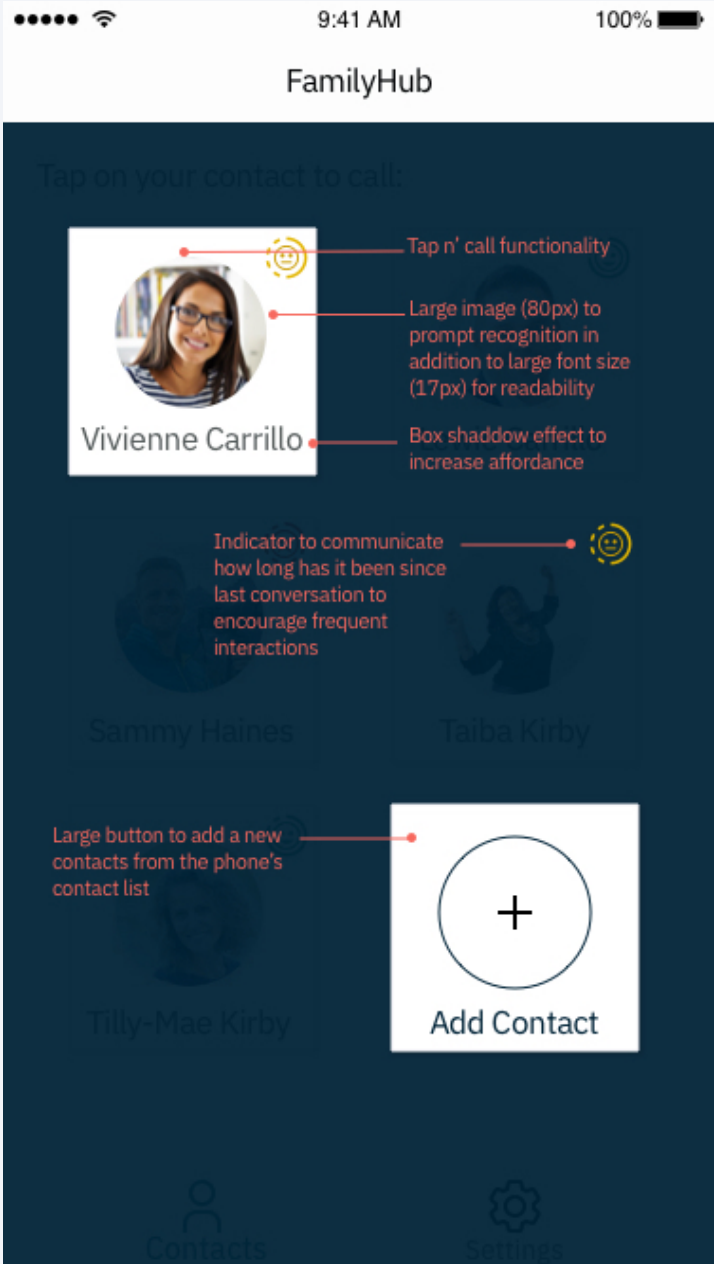 9:41 AM
100%
FamilyHub
Tap on your contact to call:
Tap n' call functionality
Large image (80px) to
prompt recognition in
addition to large font size
(17px) for readability
Vivienne Carrillo
Box shaddow effect to
increase affordance
Indicator to communicate
how long has it been since
last conversation to
encourage frequent
interactions
Sammy Haines
Taiba Kirby
Large button to add a new
contacts from the phone's
contact list
Tilly-Mae Kirby
+
Add Contact
Contacts
Settings